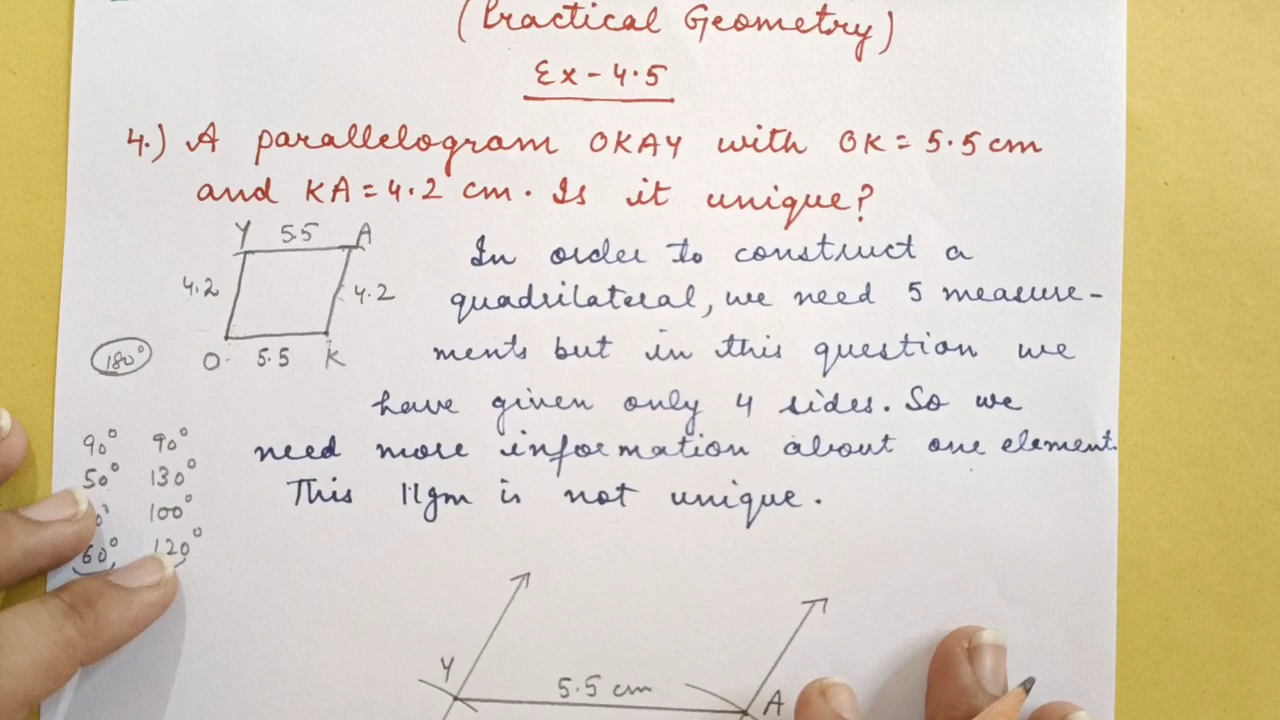 (Practical Geometry)
Ex-4.5
4.) A parallelogram OKAY with OK = 5.5 cm
and KA = 4.2 cm. Is it unique?
Y 5.5 A
In order to construct a
4.2 4.2
quadrilateral, we need 5 measure-
180°
O 5.5 K
ments but in this question we
have given only 4 sides. So we
90° 90°
need more information about one element.
50° 130°
This ||gm is not unique.
100°
60° 120°
Y 5.5 cm A